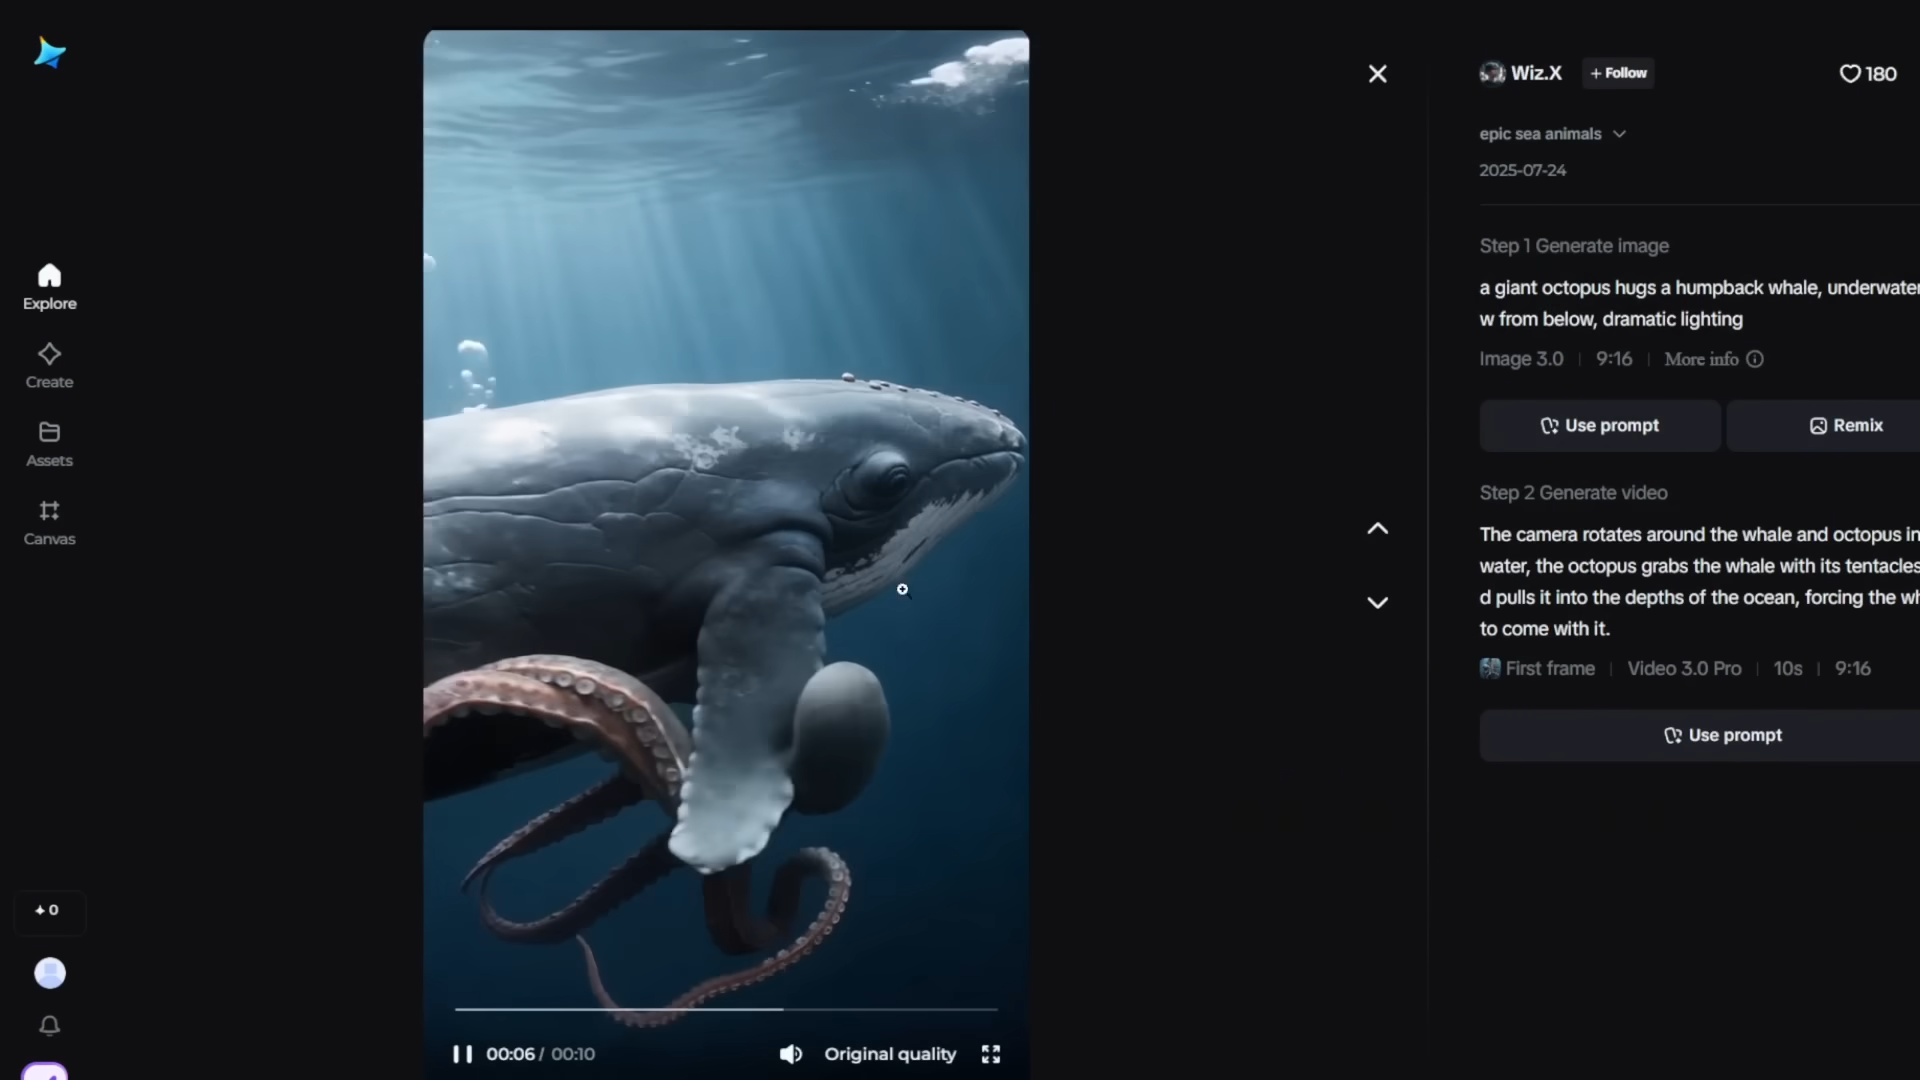 Explore
Create
Assets
Canvas
0
00:06 / 00:10
Original quality
Wiz.X
+ Follow
180
epic sea animals
2025-07-24
Step 1 Generate image
a giant octopus hugs a humpback whale, underwater
w from below, dramatic lighting
Image 3.0 | 9:16 | More info
Use prompt
Remix
Step 2 Generate video
The camera rotates around the whale and octopus in
water, the octopus grabs the whale with its tentacles
d pulls it into the depths of the ocean, forcing the wh
to come with it.
First frame | Video 3.0 Pro | 10s | 9:16
Use prompt